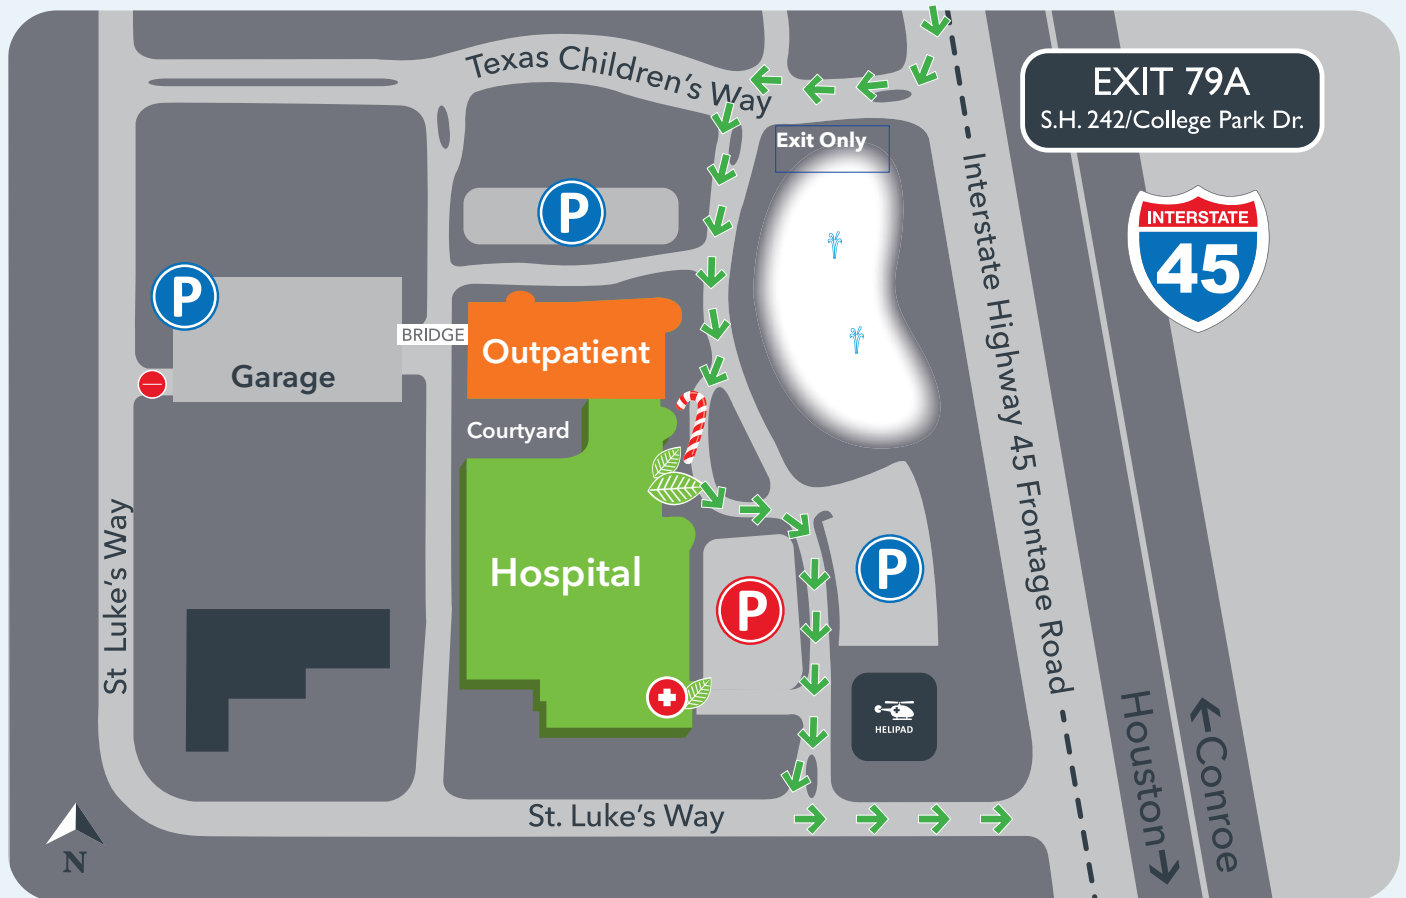 Texas Children's Way
EXIT 79A
S.H. 242/College Park Dr.
Exit Only
P
INTERSTATE
45
P
Garage
BRIDGE
Outpatient
Courtyard
Interstate Highway 45 Frontage Road
St Luke's Way
Hospital
P
P
HELIPAD
Houston
Conroe
St. Luke's Way
N